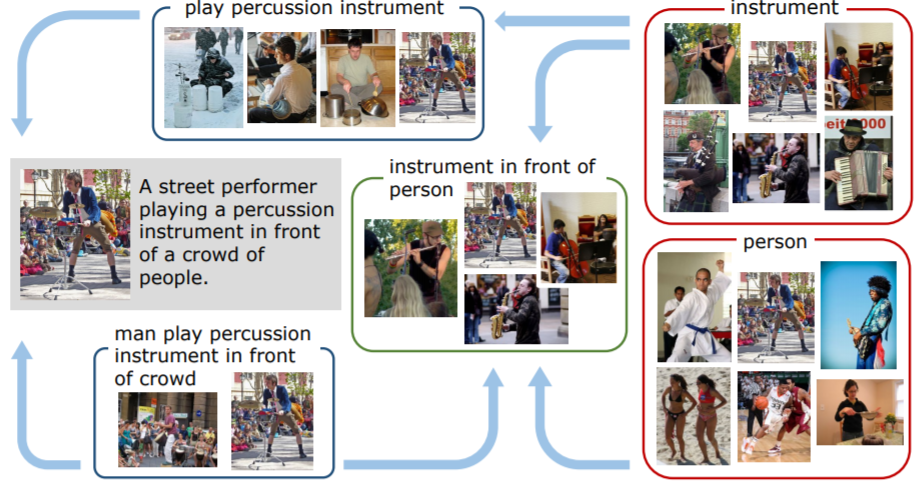 play percussion instrument
instrument
eit 000
instrument in front of
person
A street performer
playing a percussion
instrument in front
of a crowd of
people.
person
man play percussion
instrument in front
of crowd
33